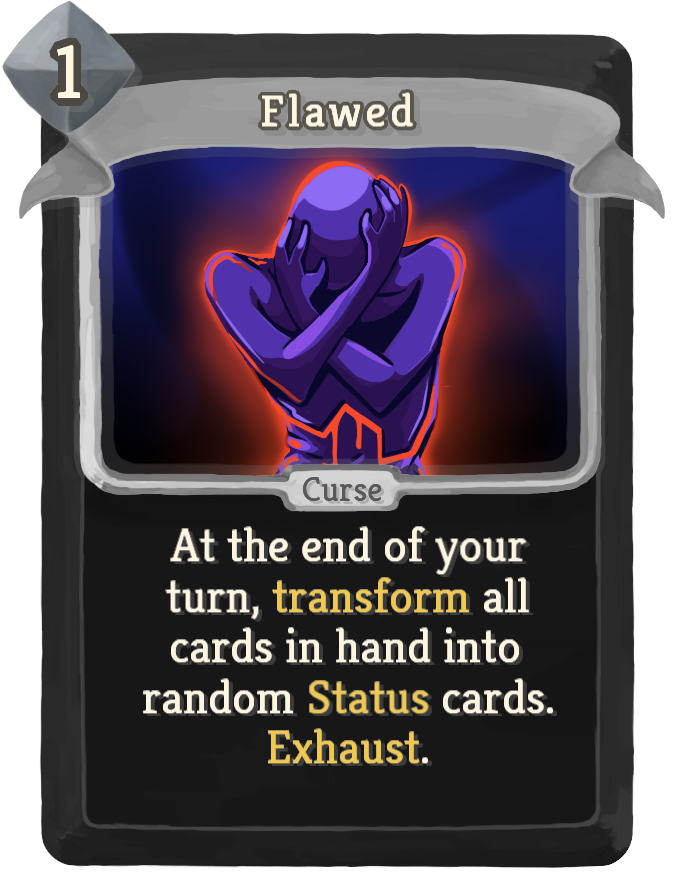 1
Flawed
Curse
At the end of your
turn, transform all
cards in hand into
random Status cards.
Exhaust.